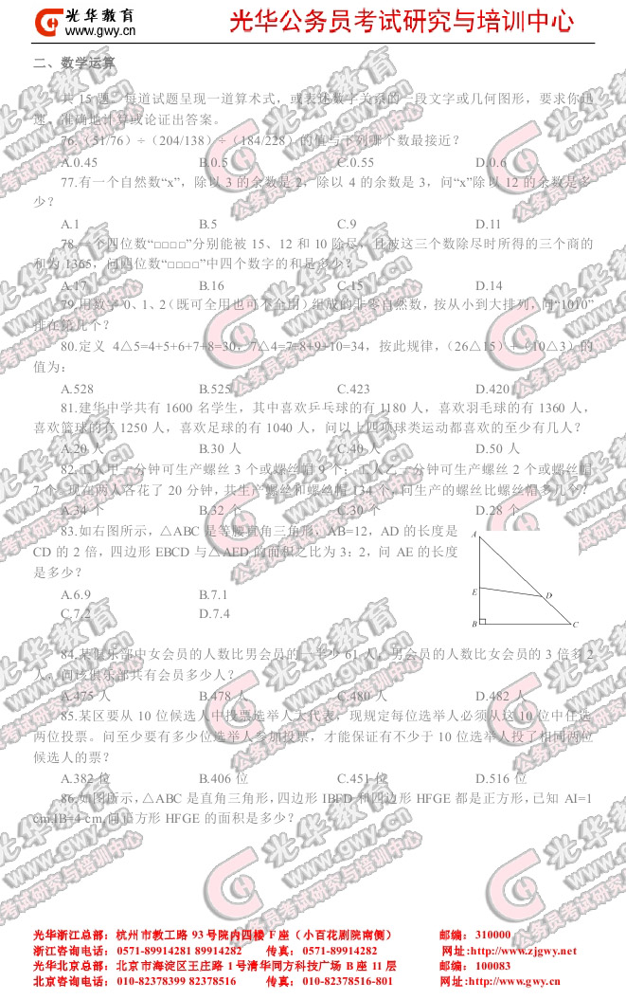 光华教育
www.gwy.cn
光华公务员考试研究与培训中心
二、数学运算
共 15 题。每道试题呈现一道算术式，或表述数字关系的一段文字或几何图形，要求你迅
速、准确地计算或论证出答案。
76.（51/76）÷（204/138）÷（184/228）的值与下列哪个数最接近？
A.0.45 B.0.5 C.0.55 D.0.6
77.有一个自然数“x”，除以 3 的余数是 2，除以 4 的余数是 3，问“x”除以 12 的余数是多
少？
A.1 B.5 C.9 D.11
78.一个四位数“□□□□”分别能被 15、12 和 10 除尽，且被这三个数除尽时所得的三个商的
和为 1365，问四位数“□□□□”中四个数字的和是多少？
A.17 B.16 C.15 D.14
79.用数字 0、1、2（既可全用也可不全用）组成的非零自然数，按从小到大排列，问“1010”
排在第几个？
80.定义 4△5=4+5+6+7+8=30，7△4=7+8+9+10=34，按此规律，（26△15）+（10△3）的
值为：
A.528 B.525 C.423 D.420
81.建华中学共有 1600 名学生，其中喜欢乒乓球的有 1180 人，喜欢羽毛球的有 1360 人，
喜欢篮球的有 1250 人，喜欢足球的有 1040 人，问以上四项球类运动都喜欢的至少有几人？
A.20 人 B.30 人 C.40 人 D.50 人
82.工人甲一分钟可生产螺丝 3 个或螺丝帽 9 个；工人乙一分钟可生产螺丝 2 个或螺丝帽
7 个。现在两人各花了 20 分钟，共生产螺丝和螺丝帽 134 个，问生产的螺丝比螺丝帽多几个？
A.34 个 B.32 个 C.30 个 D.28 个
83.如右图所示，△ABC 是等腰直角三角形，AB=12，AD 的长度是
CD 的 2 倍，四边形 EBCD 与△AED 的面积之比为 3：2，问 AE 的长度
是多少？
A.6.9 B.7.1
C.7.2 D.7.4
A
E
D
B
C
84.某俱乐部中女会员的人数比男会员的一半少 61 人，男会员的人数比女会员的 3 倍多 2
人，问该俱乐部共有会员多少人？
A.475 人 B.478 人 C.480 人 D.482 人
85.某区要从 10 位候选人中投票选举人大代表，现规定每位选举人必须从这 10 位中任选
两位投票。问至少要有多少位选举人参加投票，才能保证有不少于 10 位选举人投了相同两位
候选人的票？
A.382 位 B.406 位 C.451 位 D.516 位
86.如图所示，△ABC 是直角三角形，四边形 IBFD 和四边形 HFGE 都是正方形，已知 AI=1
cm,IB=4 cm,问正方形 HFGE 的面积是多少？
光华浙江总部：杭州市教工路 93 号院内四楼 F 座（小百花剧院南侧） 邮编：310000
浙江咨询电话：0571-89914281 89914282 传真：0571-89914282 网址:http://www.zjgwy.net
光华北京总部：北京市海淀区王庄路 1 号清华同方科技广场 B 座 11 层 邮编：100083
北京咨询电话：010-82378399 82378516 传真：010-82378516-801 网址:http://www.gwy.cn